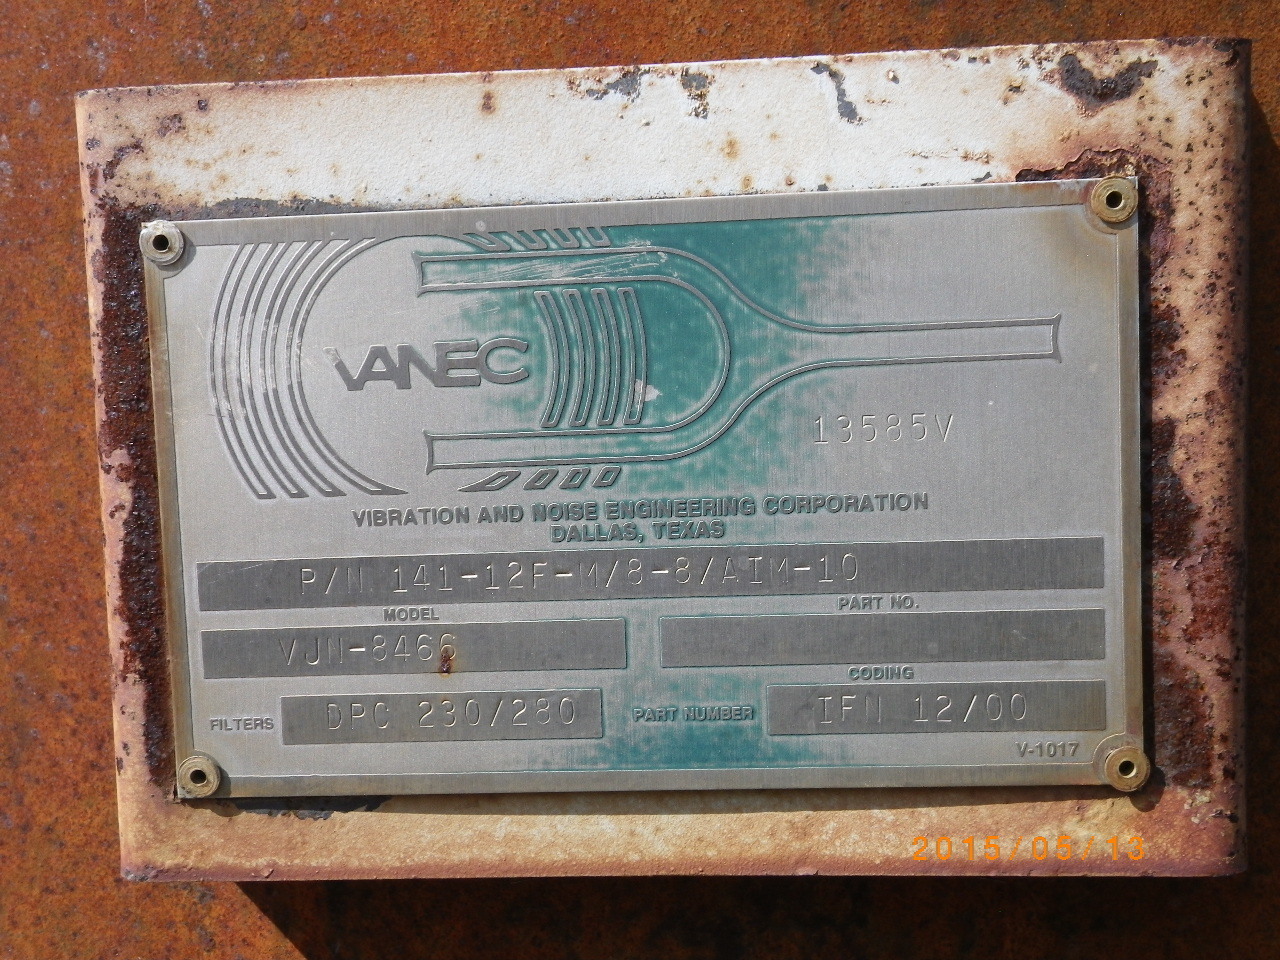 VANEC
13585V
VIBRATION AND NOISE ENGINEERING CORPORATION
DALLAS, TEXAS
P/N 141-12F-M/8-8/AIM-10
MODEL PART NO.
VJN-8466
CODING
FILTERS DPC 230/280 PART NUMBER IFN 12/00
V-1017
2015/05/13